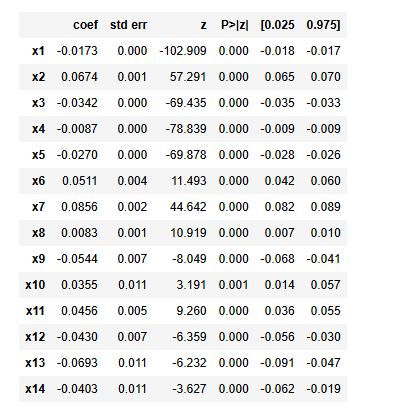 coef std err z P>|z| [0.025 0.975]
x1 -0.0173 0.000 -102.909 0.000 -0.018 -0.017
x2 0.0674 0.001 57.291 0.000 0.065 0.070
x3 -0.0342 0.000 -69.435 0.000 -0.035 -0.033
x4 -0.0087 0.000 -78.839 0.000 -0.009 -0.009
x5 -0.0270 0.000 -69.878 0.000 -0.028 -0.026
x6 0.0511 0.004 11.493 0.000 0.042 0.060
x7 0.0856 0.002 44.642 0.000 0.082 0.089
x8 0.0083 0.001 10.919 0.000 0.007 0.010
x9 -0.0544 0.007 -8.049 0.000 -0.068 -0.041
x10 0.0355 0.011 3.191 0.001 0.014 0.057
x11 0.0456 0.005 9.260 0.000 0.036 0.055
x12 -0.0430 0.007 -6.359 0.000 -0.056 -0.030
x13 -0.0693 0.011 -6.232 0.000 -0.091 -0.047
x14 -0.0403 0.011 -3.627 0.000 -0.062 -0.019